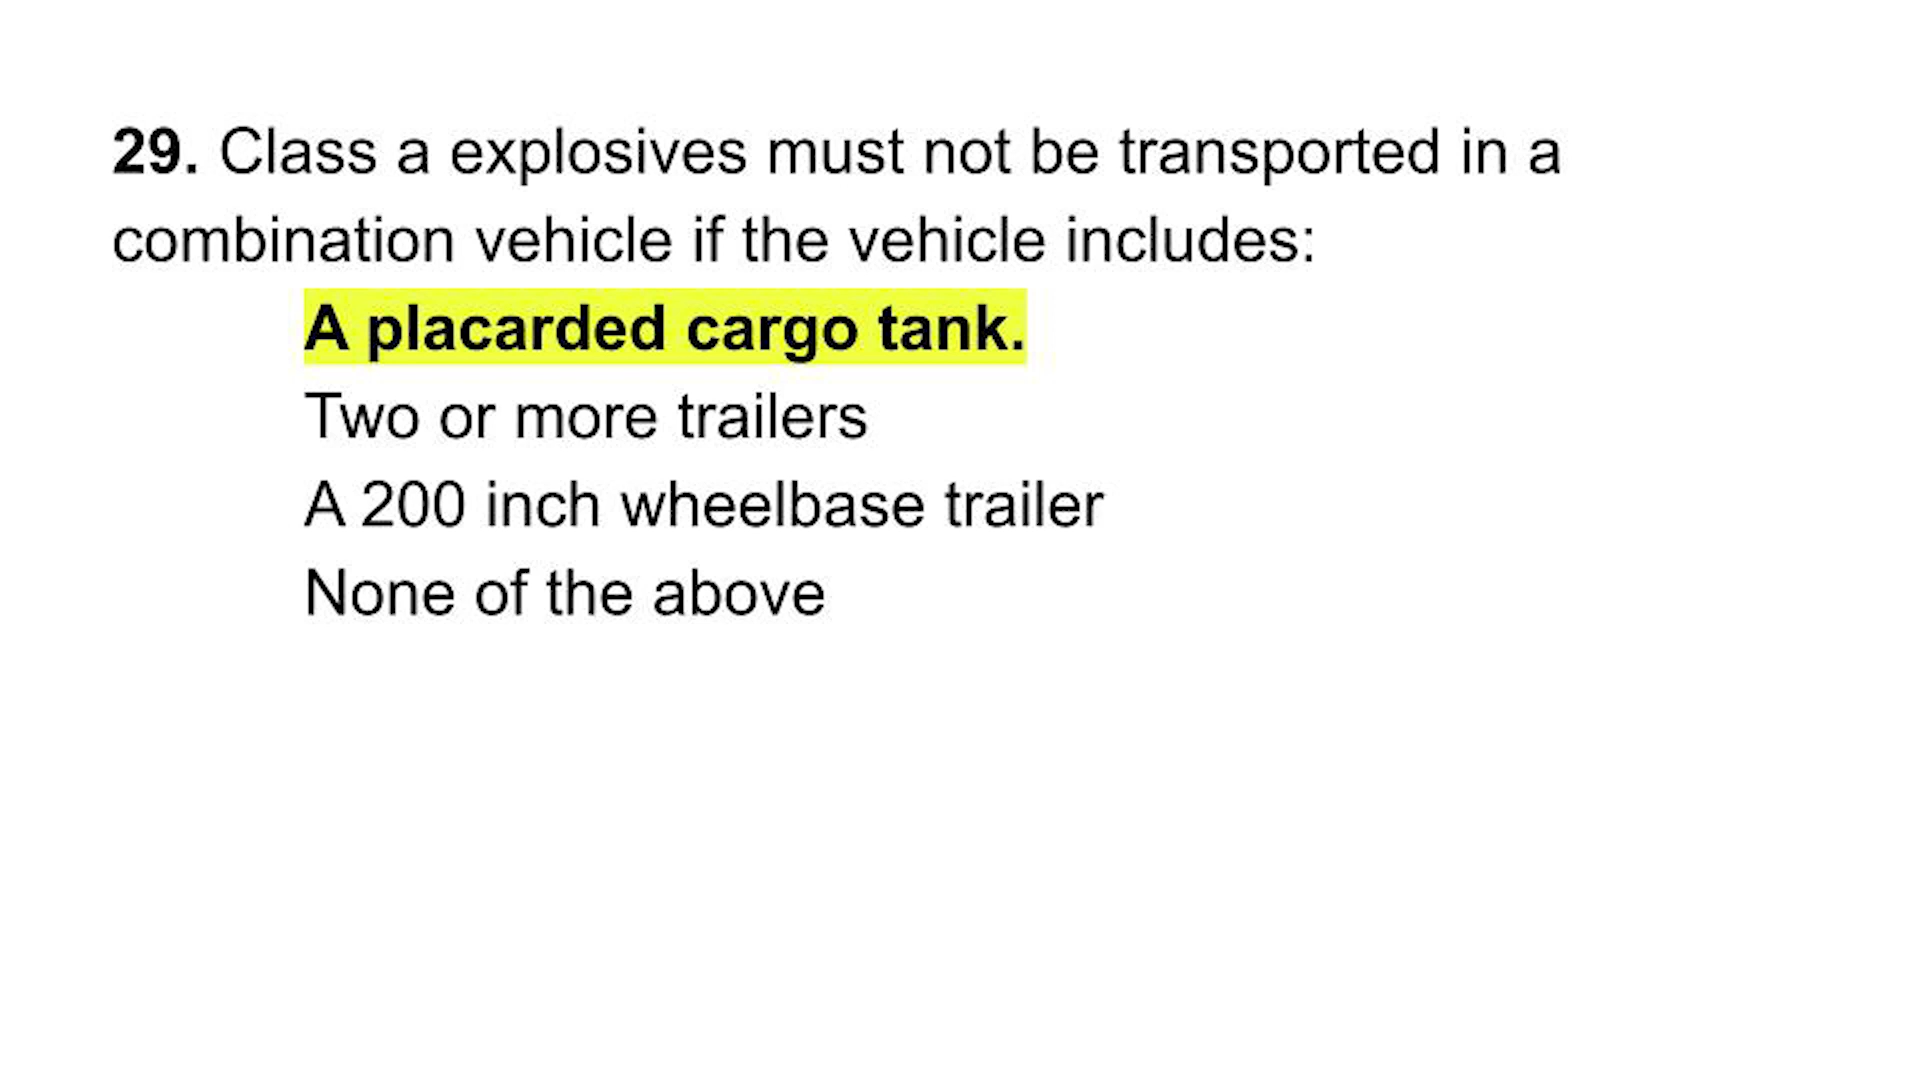 29. Class a explosives must not be transported in a
combination vehicle if the vehicle includes:
A placarded cargo tank.
Two or more trailers
A 200 inch wheelbase trailer
None of the above